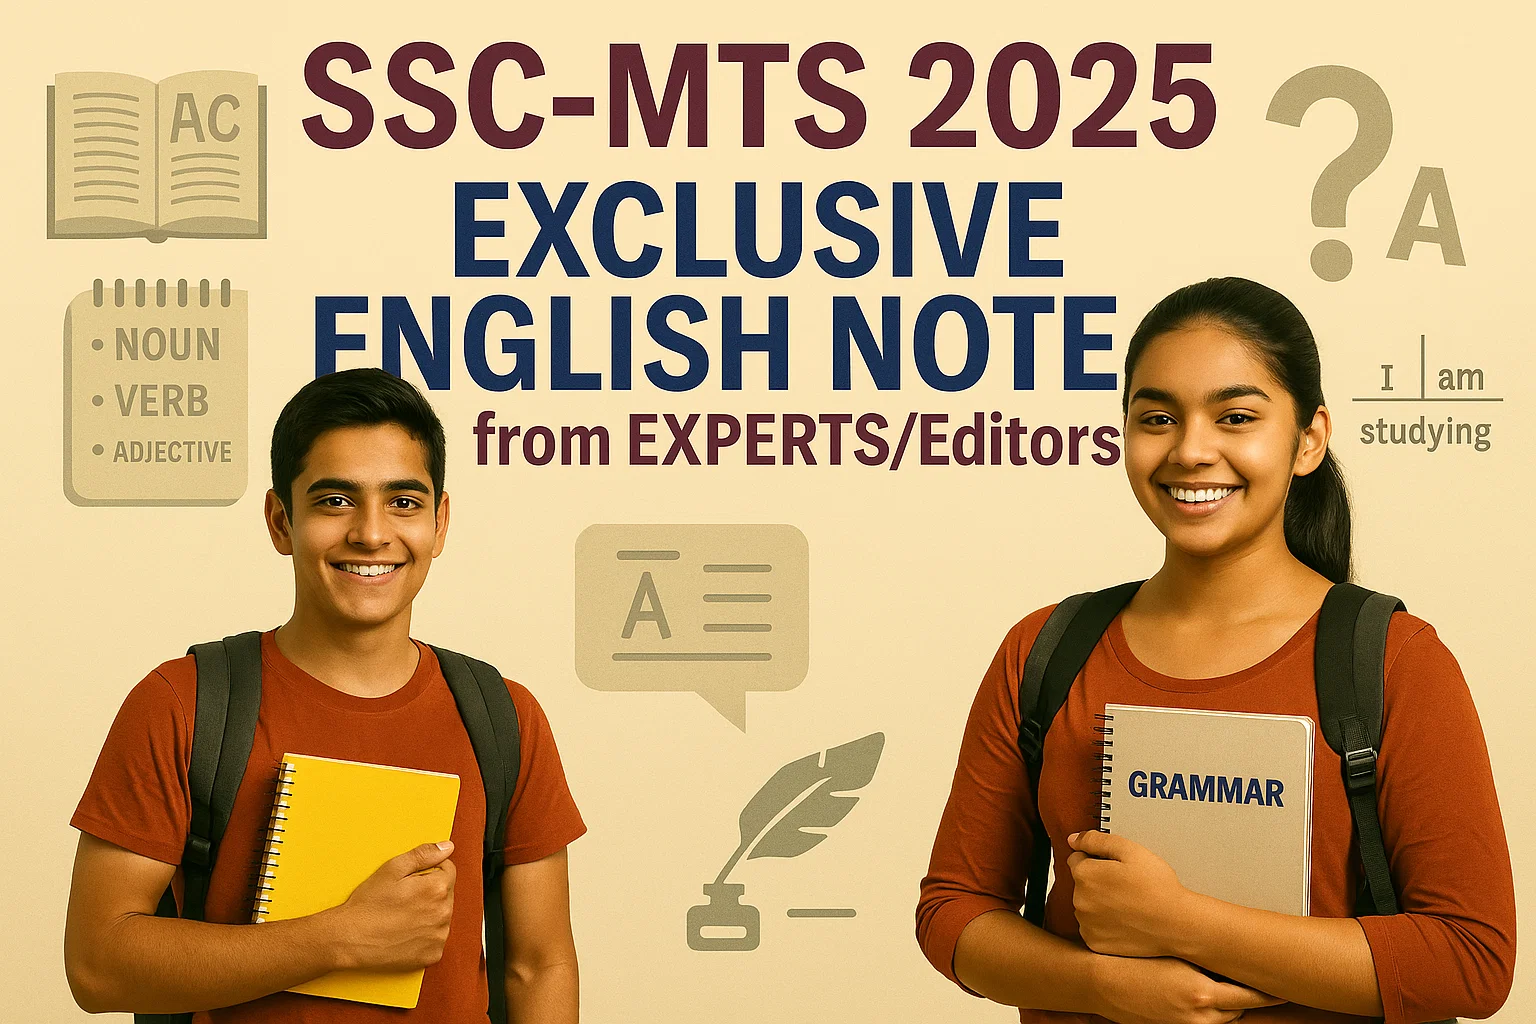 SSC-MTS 2025
EXCLUSIVE
ENGLISH NOTE
from EXPERTS/Editors
AC
• NOUN
• VERB
• ADJECTIVE
? A
I am
studying
A
GRAMMAR